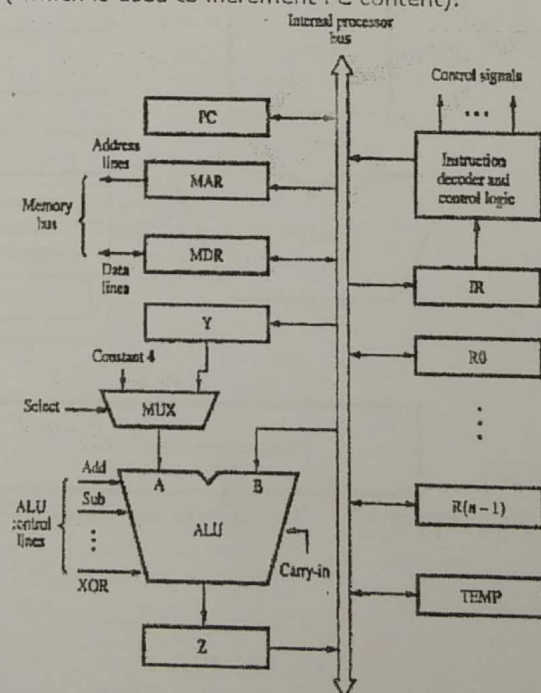 ( which is used to increment PC content).
Internal processor
bus
Control signals
...
PC
Address
lines
MAR
Instruction
decoder and
control logic
Memory
bus
MDR
Data
lines
IR
Y
R0
Constant 4
Select
MUX
Add
A
B
Sub
R(n - 1)
ALU
control
lines
ALU
Carry-in
XOR
TEMP
Z